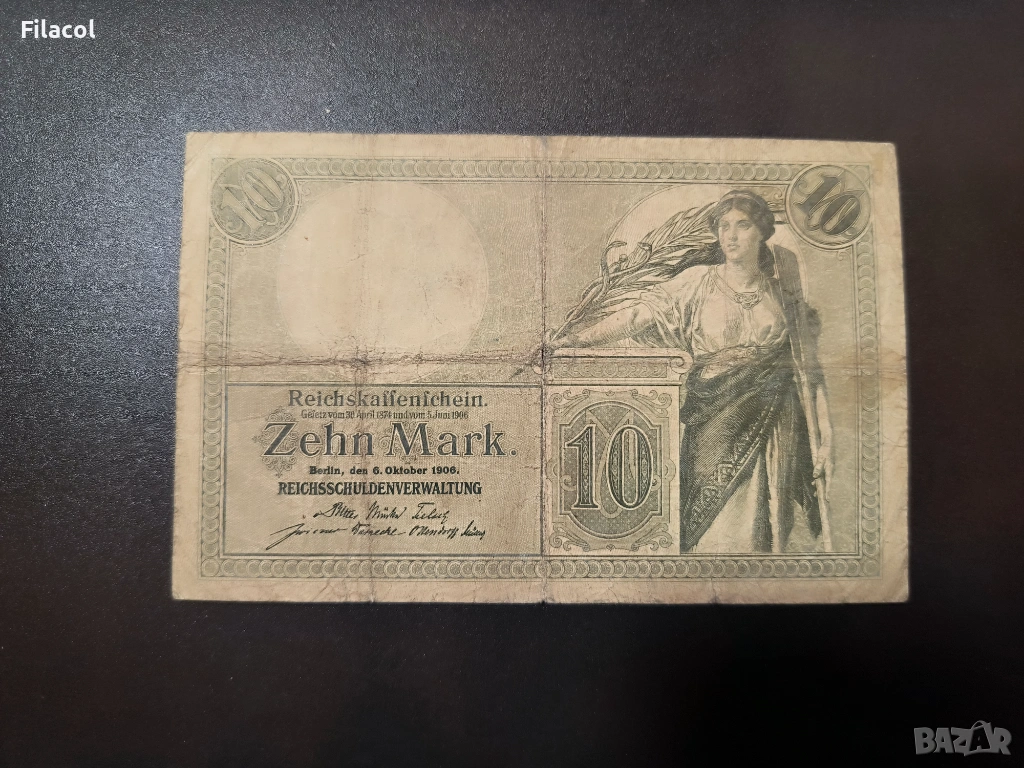 Filacol
10
10
Reichskassenschein.
Gesetz vom 30. April 1874 und vom 5. Juni 1906
Zehn Mark.
Berlin, den 6. Oktober 1906.
REICHSSCHULDENVERWALTUNG
10
BAZAR